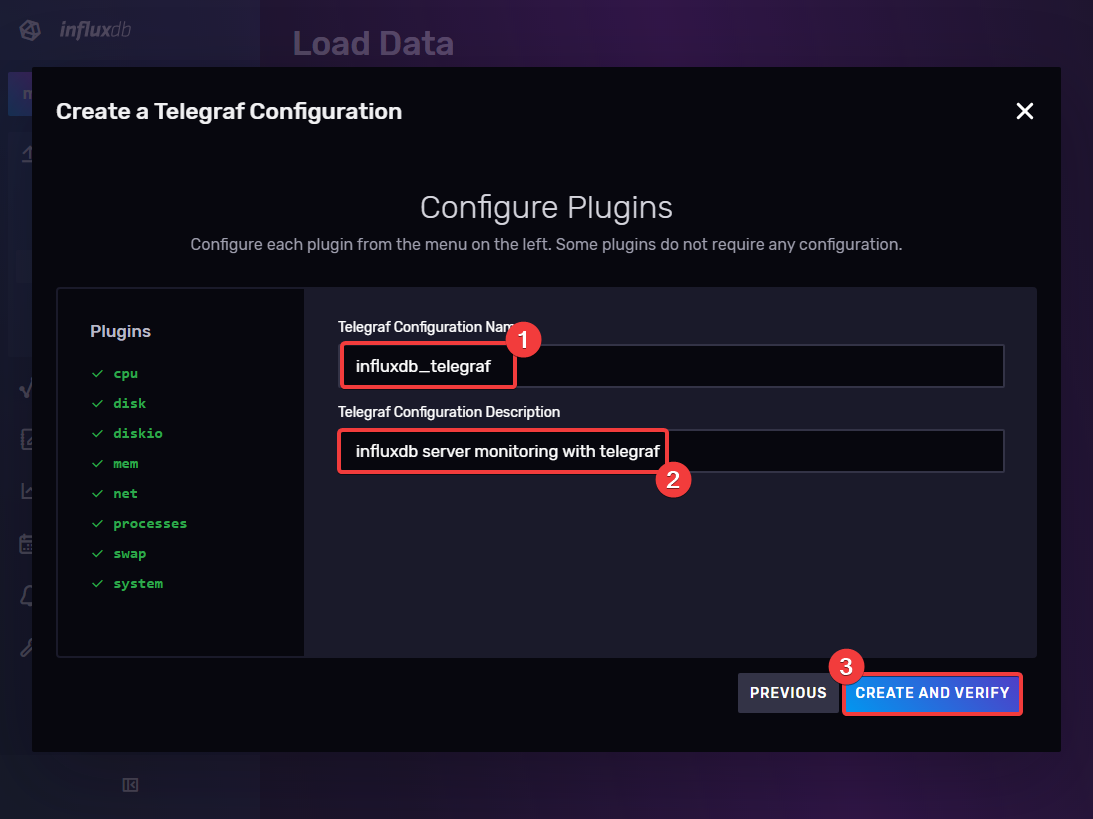 influxdb
Load Data
Create a Telegraf Configuration
Configure Plugins
Configure each plugin from the menu on the left. Some plugins do not require any configuration.
Plugins
cpu
disk
diskio
mem
net
processes
swap
system
Telegraf Configuration Nam
1
influxdb_telegraf
Telegraf Configuration Description
influxdb server monitoring with telegraf
2
3
PREVIOUS
CREATE AND VERIFY